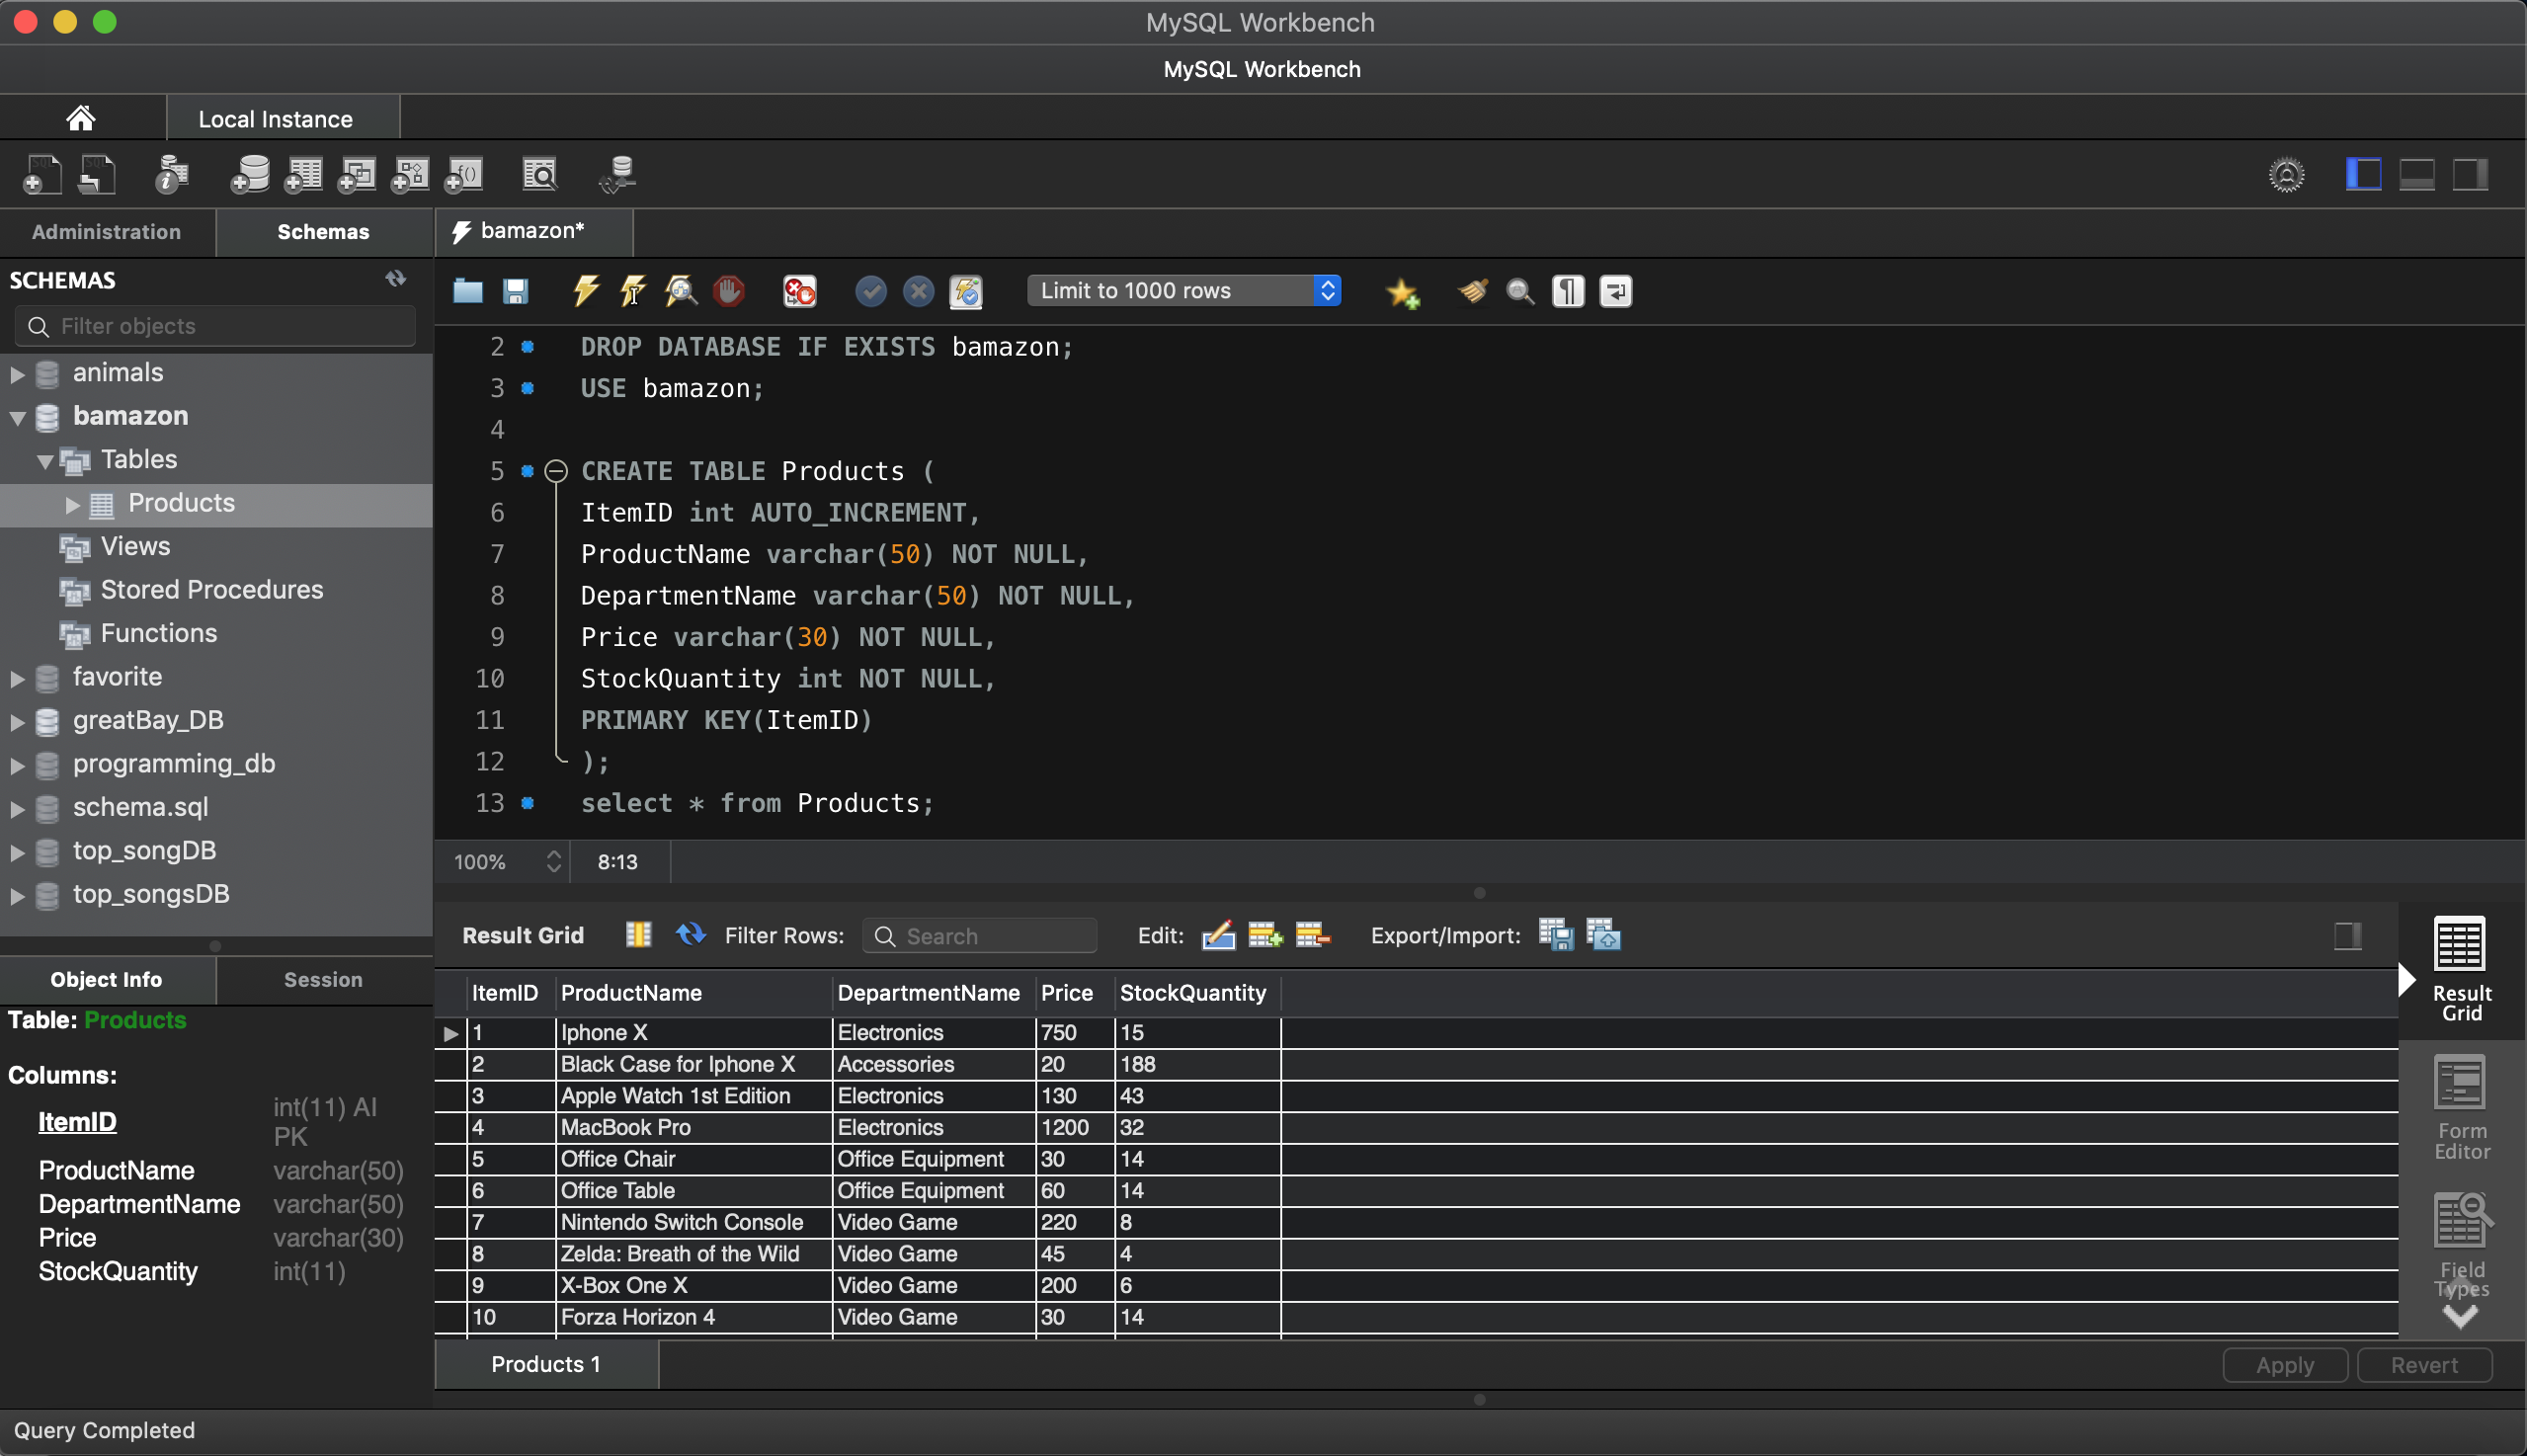 MySQL Workbench
MySQL Workbench
Local Instance
Administration
Schemas
bamazon*
SCHEMAS
Filter objects
animals
bamazon
Tables
Products
Views
Stored Procedures
Functions
favorite
greatBay_DB
programming_db
schema.sql
top_songDB
top_songsDB
Object Info
Session
Table: Products
Columns:
ItemID int(11) AI
PK
ProductName varchar(50)
DepartmentName varchar(50)
Price varchar(30)
StockQuantity int(11)
Limit to 1000 rows
2 DROP DATABASE IF EXISTS bamazon;
3 USE bamazon;
4
5 CREATE TABLE Products (
6 ItemID int AUTO_INCREMENT,
7 ProductName varchar(50) NOT NULL,
8 DepartmentName varchar(50) NOT NULL,
9 Price varchar(30) NOT NULL,
10 StockQuantity int NOT NULL,
11 PRIMARY KEY(ItemID)
12 );
13 select * from Products;
100% 8:13
Result Grid Filter Rows: Search Edit: Export/Import:
ItemID ProductName DepartmentName Price StockQuantity
1 Iphone X Electronics 750 15
2 Black Case for Iphone X Accessories 20 188
3 Apple Watch 1st Edition Electronics 130 43
4 MacBook Pro Electronics 1200 32
5 Office Chair Office Equipment 30 14
6 Office Table Office Equipment 60 14
7 Nintendo Switch Console Video Game 220 8
8 Zelda: Breath of the Wild Video Game 45 4
9 X-Box One X Video Game 200 6
10 Forza Horizon 4 Video Game 30 14
Result
Grid
Form
Editor
Field
Types
Products 1
Apply
Revert
Query Completed